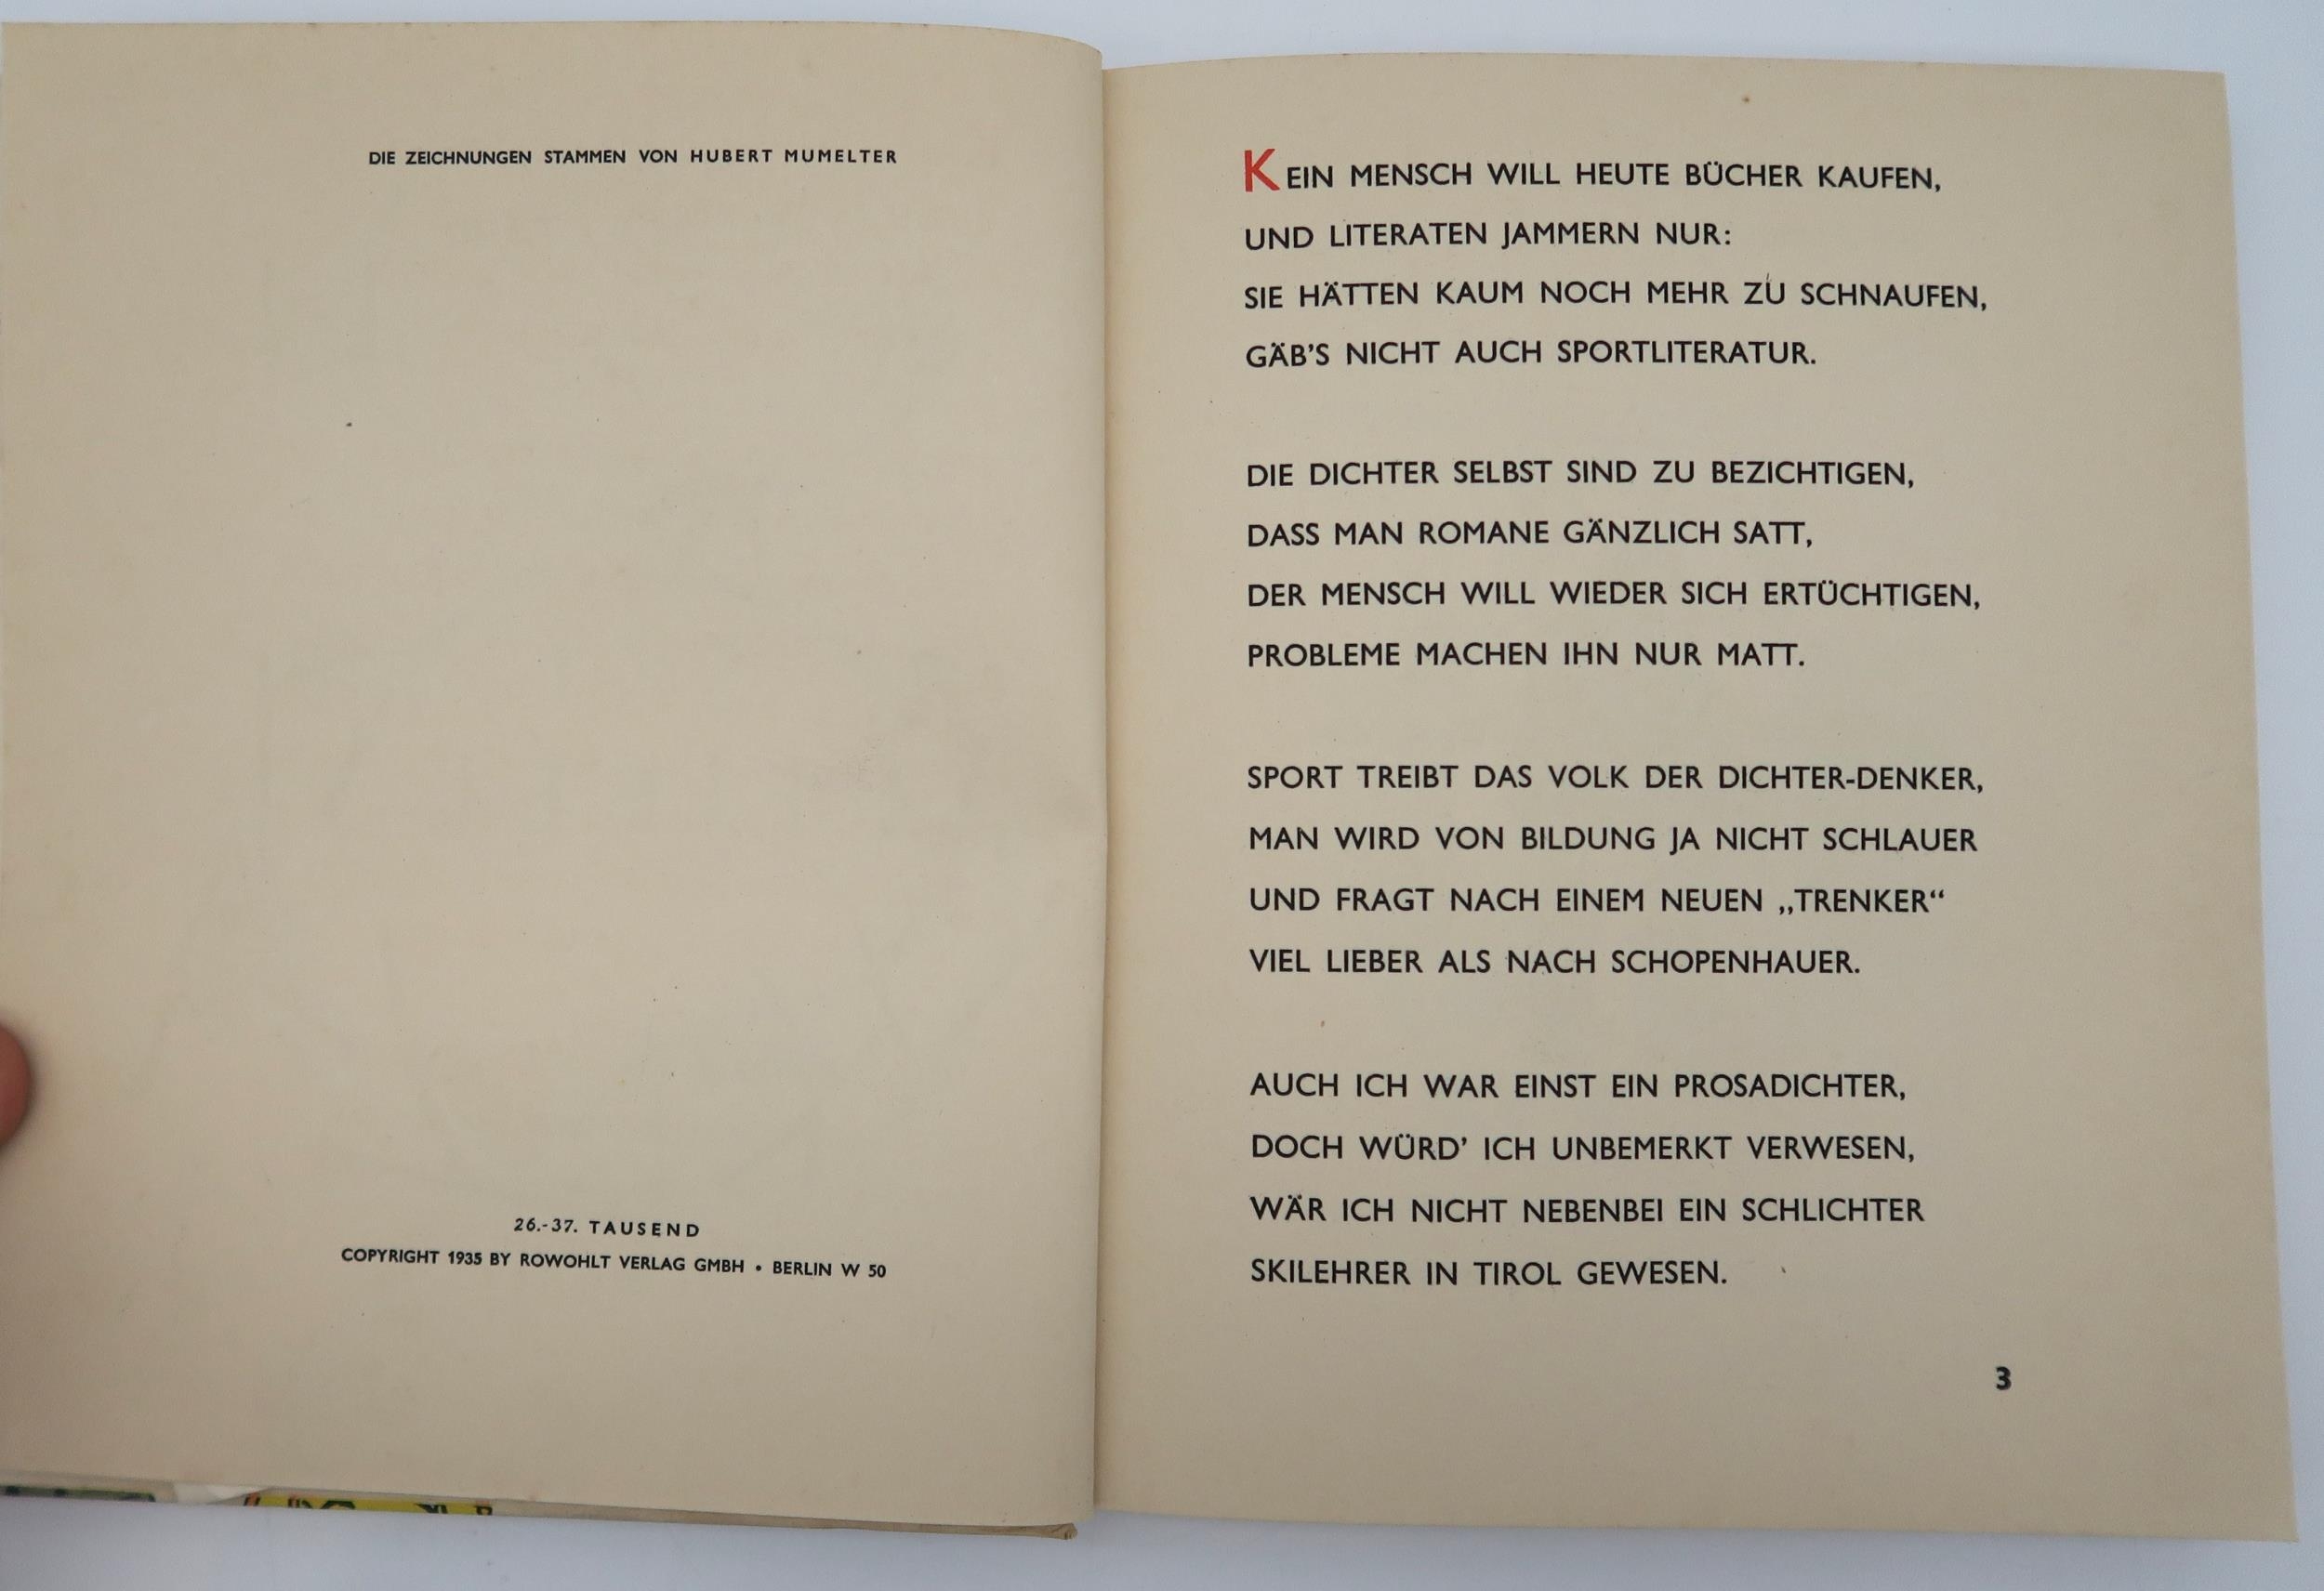 DIE ZEICHNUNGEN STAMMEN VON HUBERT MUMELTER
26.-37. TAUSEND
COPYRIGHT 1935 BY ROWOHLT VERLAG GMBH • BERLIN W 50
KEIN MENSCH WILL HEUTE BÜCHER KAUFEN,
UND LITERATEN JAMMERN NUR:
SIE HÄTTEN KAUM NOCH MEHR ZU SCHNAUFEN,
GÄB'S NICHT AUCH SPORTLITERATUR.
DIE DICHTER SELBST SIND ZU BEZICHTIGEN,
DASS MAN ROMANE GÄNZLICH SATT,
DER MENSCH WILL WIEDER SICH ERTÜCHTIGEN,
PROBLEME MACHEN IHN NUR MATT.
SPORT TREIBT DAS VOLK DER DICHTER-DENKER,
MAN WIRD VON BILDUNG JA NICHT SCHLAUER
UND FRAGT NACH EINEM NEUEN „TRENKER“
VIEL LIEBER ALS NACH SCHOPENHAUER.
AUCH ICH WAR EINST EIN PROSADICHTER,
DOCH WÜRD' ICH UNBEMERKT VERWESEN,
WÄR ICH NICHT NEBENBEI EIN SCHLICHTER
SKILEHRER IN TIROL GEWESEN.
3